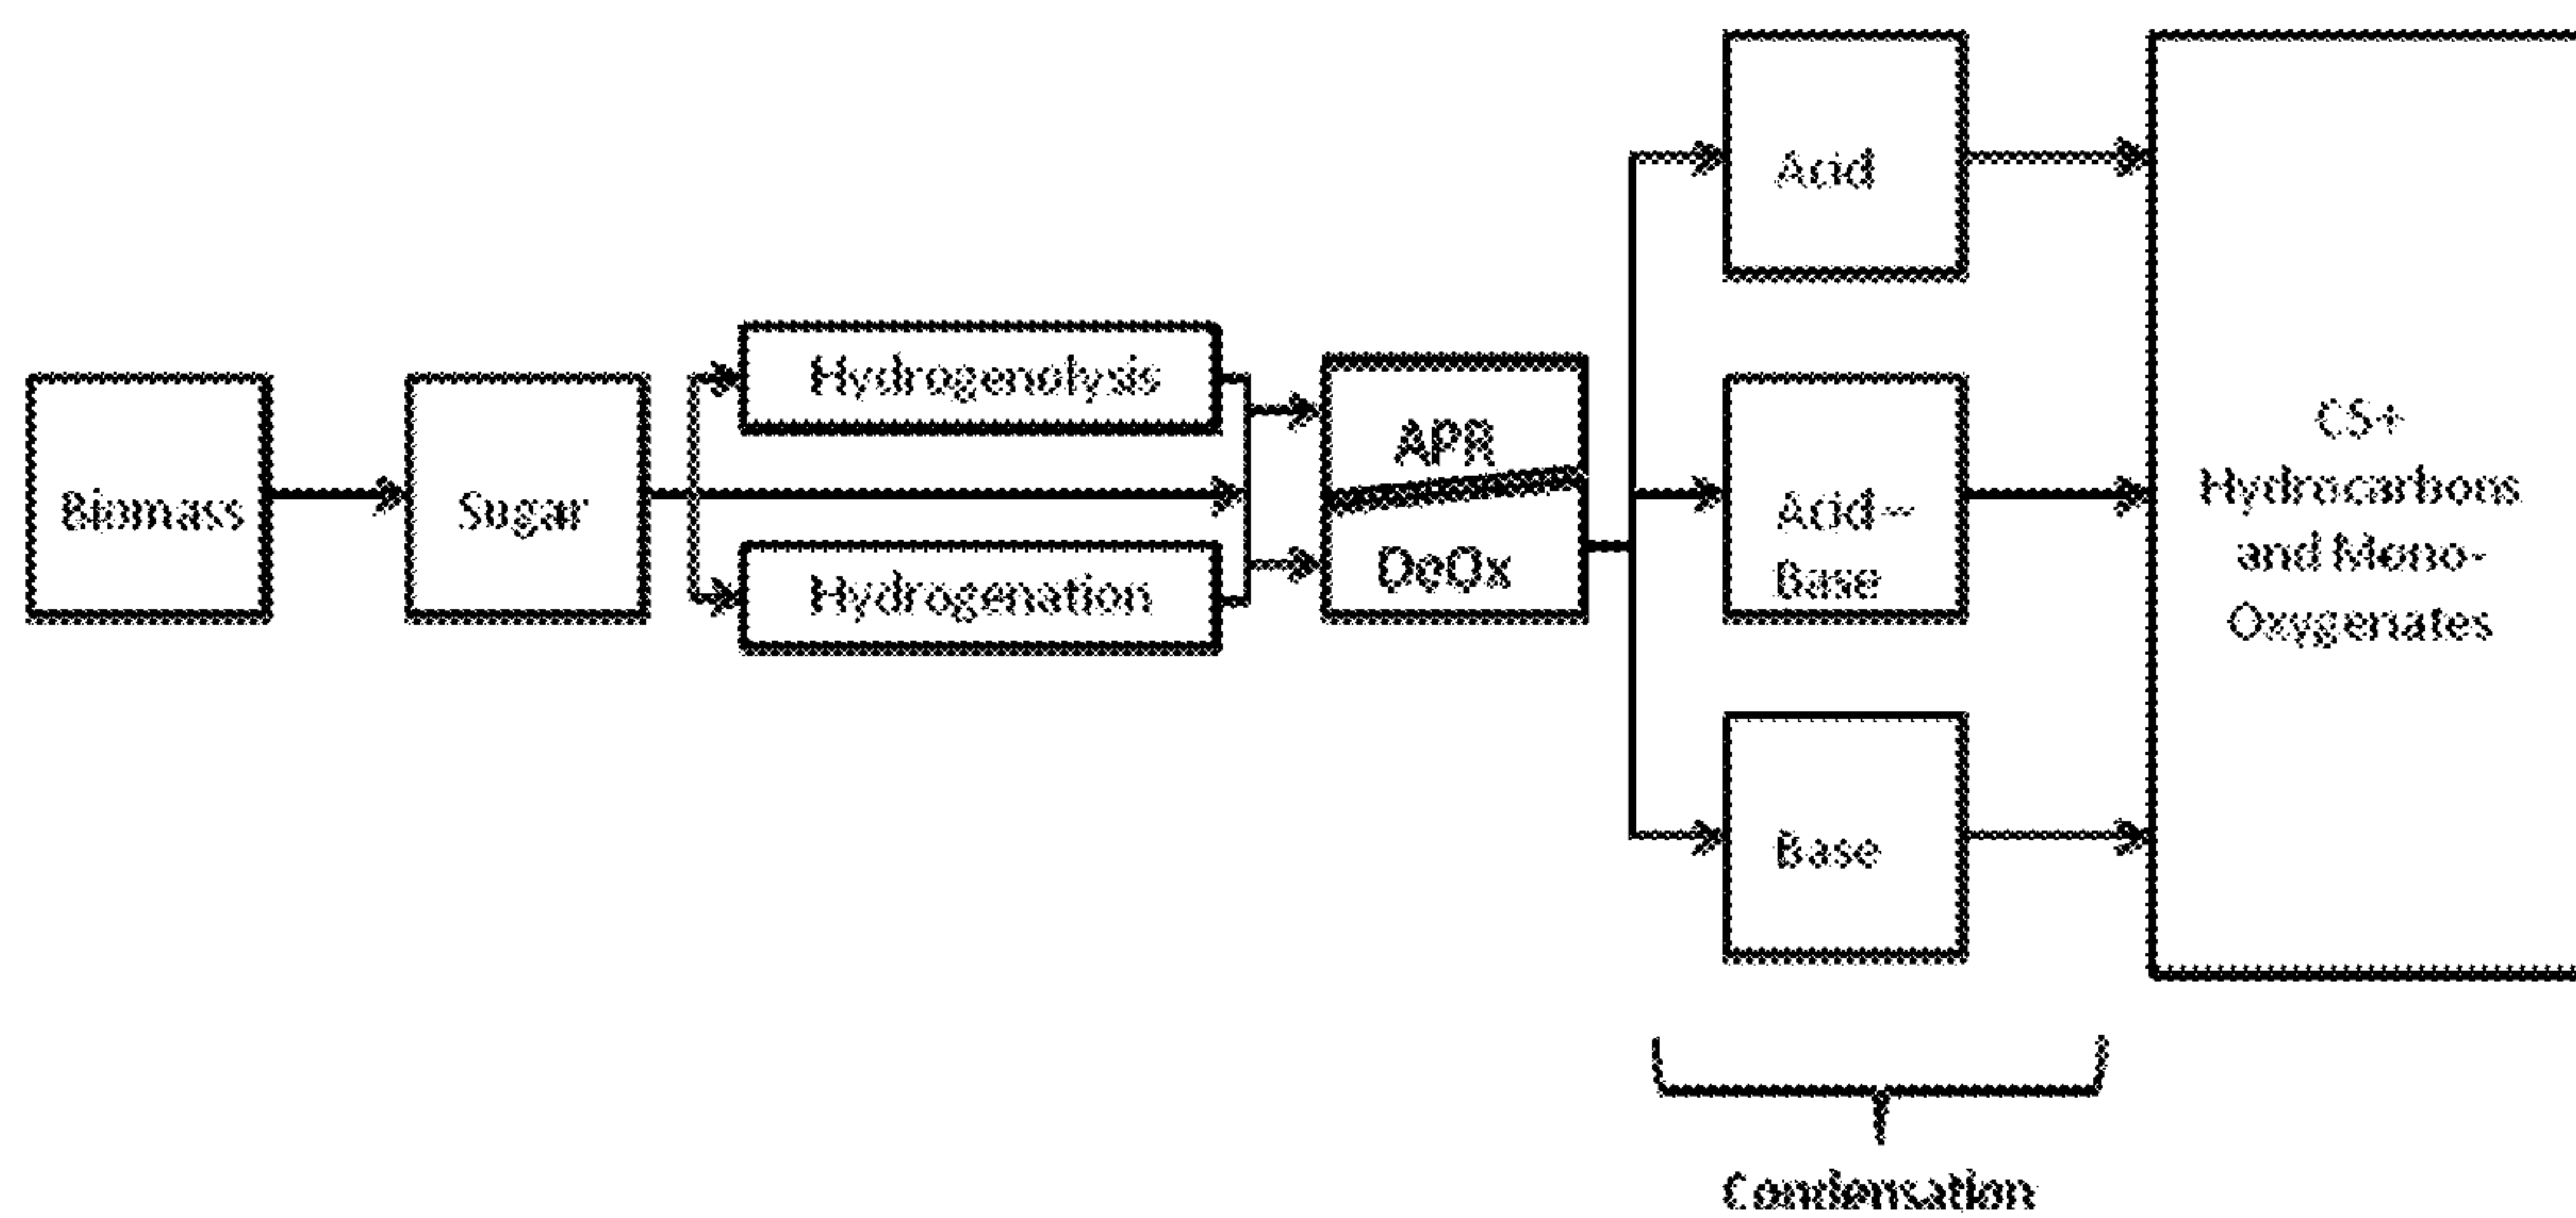 Biomass
Sugar
Hydrogenolysis
Hydrogenation
APR
DeOx
Acid
Acid-
Base
Base
C5+
Hydrocarbons
and Mono-
Oxygenates
Condensation